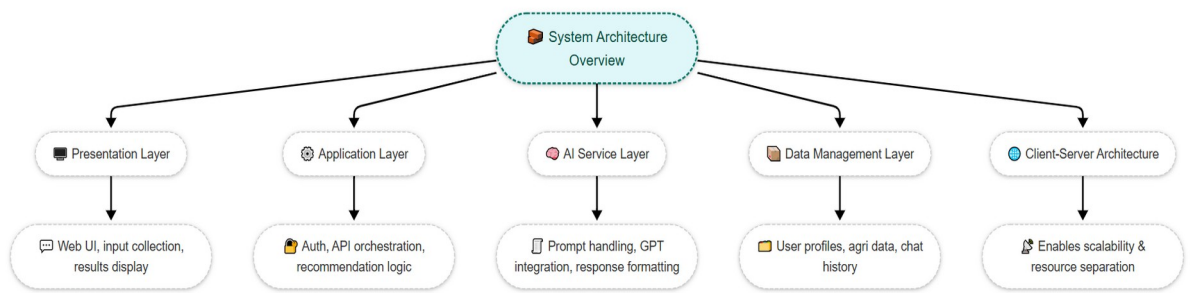 System Architecture
Overview
Presentation Layer
Application Layer
AI Service Layer
Data Management Layer
Client-Server Architecture
Web UI, input collection,
results display
Auth, API orchestration,
recommendation logic
Prompt handling, GPT
integration, response formatting
User profiles, agri data, chat
history
Enables scalability &
resource separation